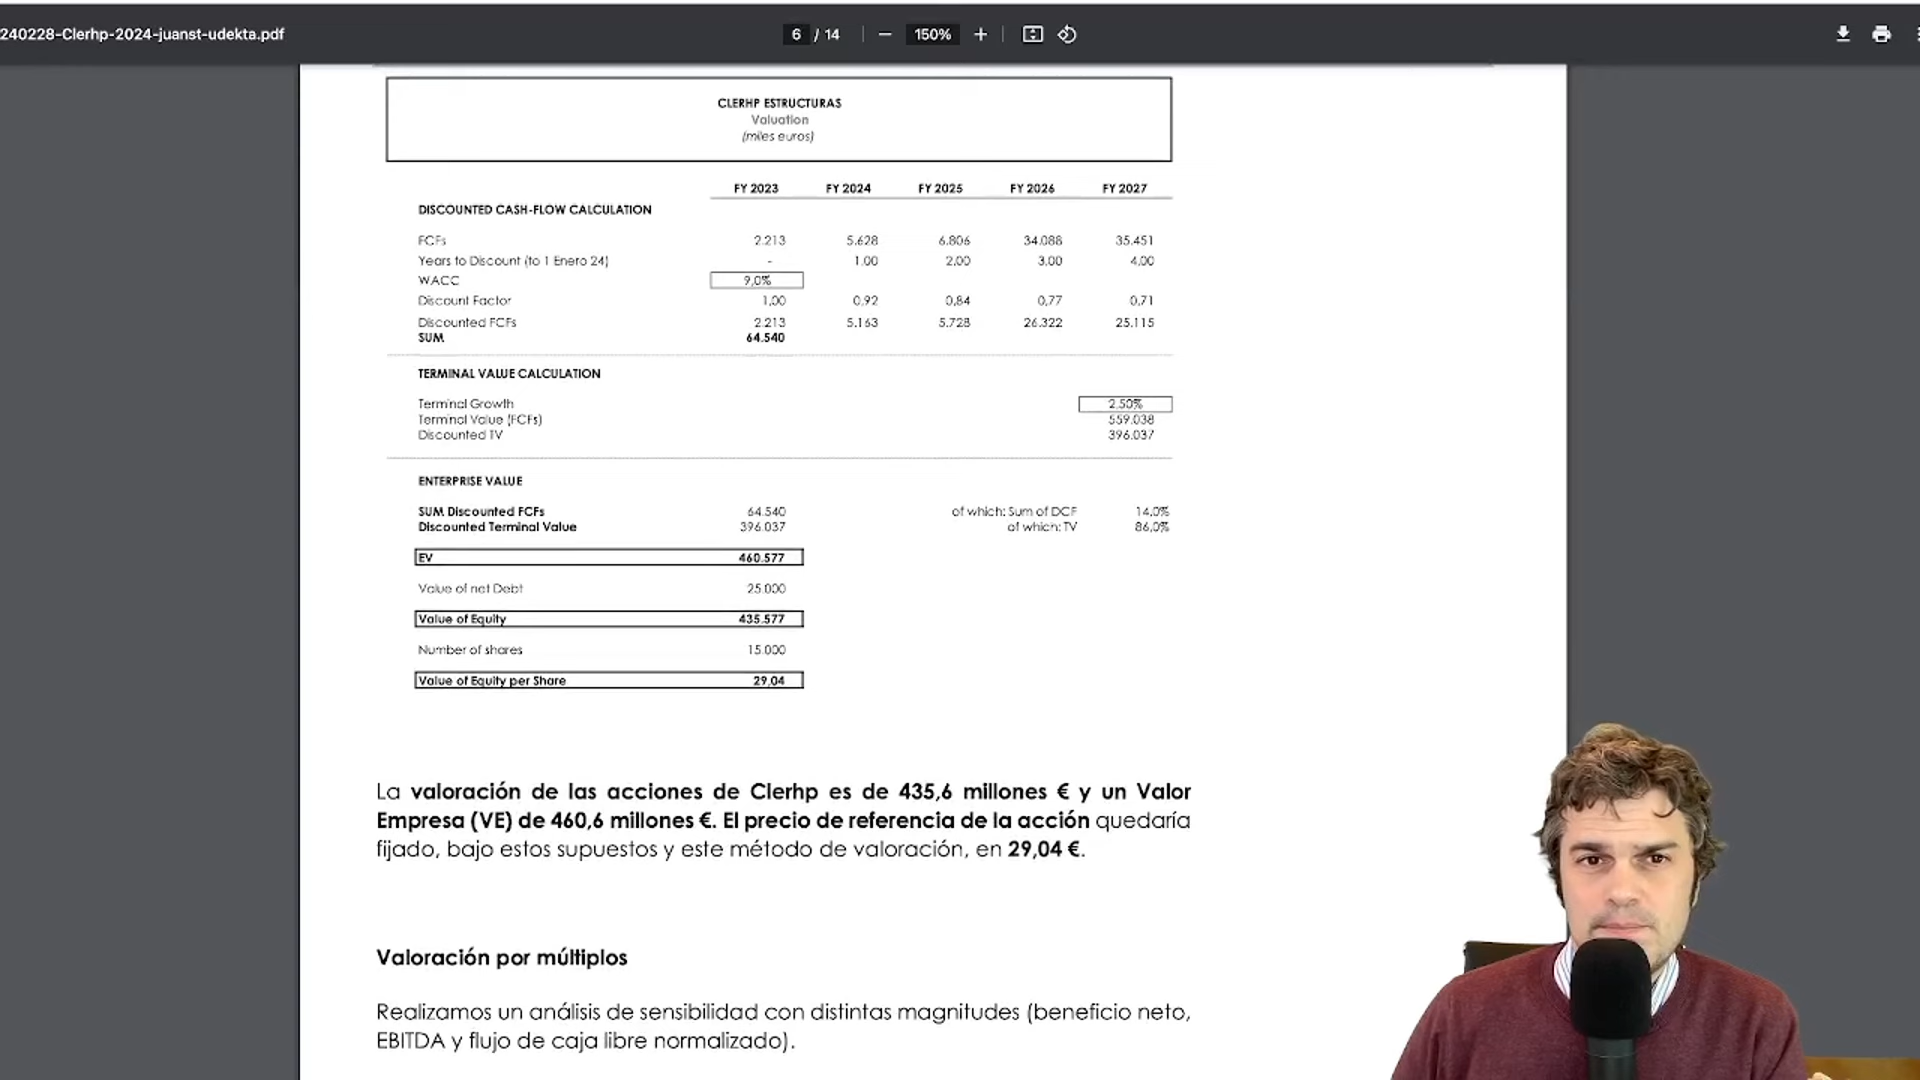 240228-Clerhp-2024-juanst-udekta.pdf
6 / 14
150%
CLERHP ESTRUCTURAS
Valuation
(miles euros)
FY 2023 FY 2024 FY 2025 FY 2026 FY 2027
DISCOUNTED CASH-FLOW CALCULATION
FCFs 2.213 5.628 6.806 34.088 35.451
Years to Discount (to 1 Enero 24) - 1.00 2.00 3.00 4.00
WACC 9,0%
Discount Factor 1,00 0,92 0,84 0,77 0,71
Discounted FCFs 2.213 5.163 5.728 26.322 25.115
SUM 64.540
TERMINAL VALUE CALCULATION
Terminal Growth 2.50%
Terminal Value (FCFs) 559.038
Discounted TV 396.037
ENTERPRISE VALUE
SUM Discounted FCFs 64.540 of which: Sum of DCF 14,0%
Discounted Terminal Value 396.037 of which: TV 86,0%
EV 460.577
Value of net Debt 25.000
Value of Equity 435.577
Number of shares 15.000
Value of Equity per Share 29,04
La valoración de las acciones de Clerhp es de 435,6 millones € y un Valor
Empresa (VE) de 460,6 millones €. El precio de referencia de la acción quedaría
fijado, bajo estos supuestos y este método de valoración, en 29,04 €.
Valoración por múltiplos
Realizamos un análisis de sensibilidad con distintas magnitudes (beneficio neto,
EBITDA y flujo de caja libre normalizado).